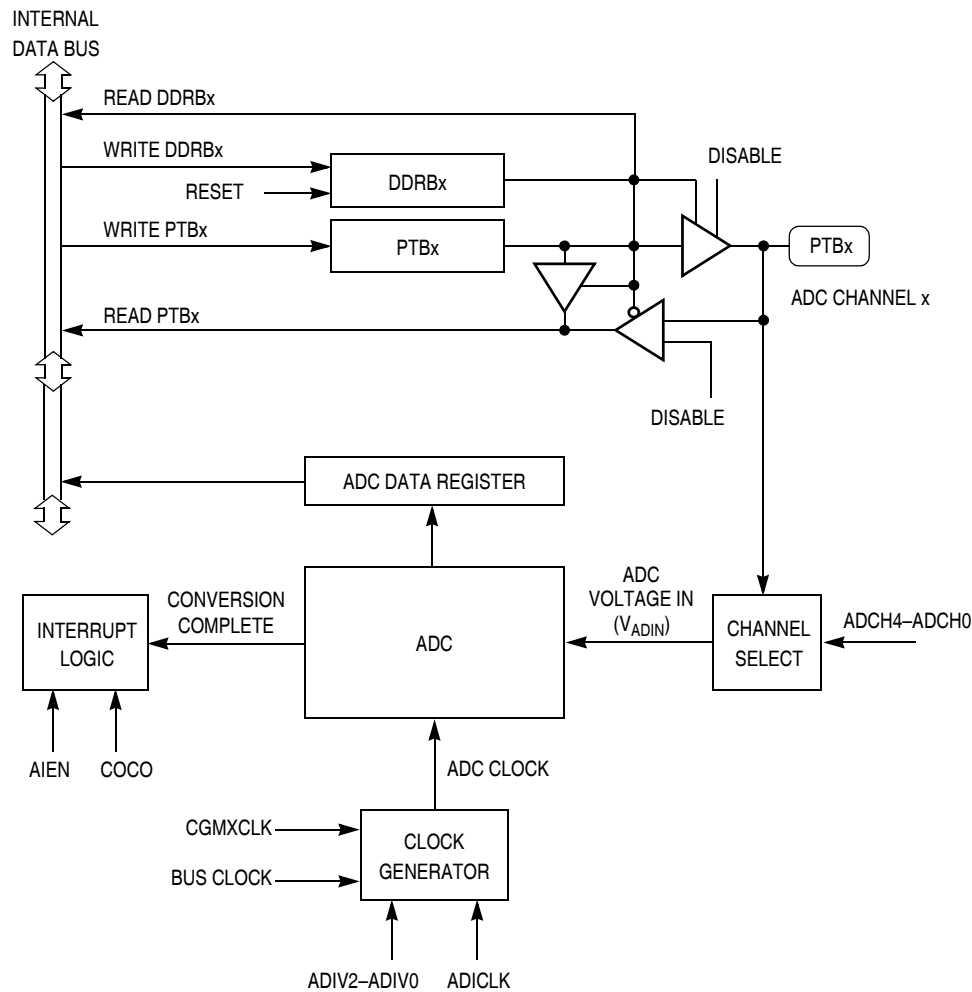 INTERNAL
DATA BUS
READ DDRBx
WRITE DDRBx
DISABLE
RESET
DDRBx
WRITE PTBx
PTBx
PTBx
ADC CHANNEL x
READ PTBx
DISABLE
ADC DATA REGISTER
INTERRUPT
LOGIC
CONVERSION
COMPLETE
ADC
ADC
VOLTAGE IN
(VADIN)
CHANNEL
SELECT
ADCH4–ADCH0
AIEN
COCO
ADC CLOCK
CGMXCLK
BUS CLOCK
CLOCK
GENERATOR
ADIV2–ADIV0
ADICLK